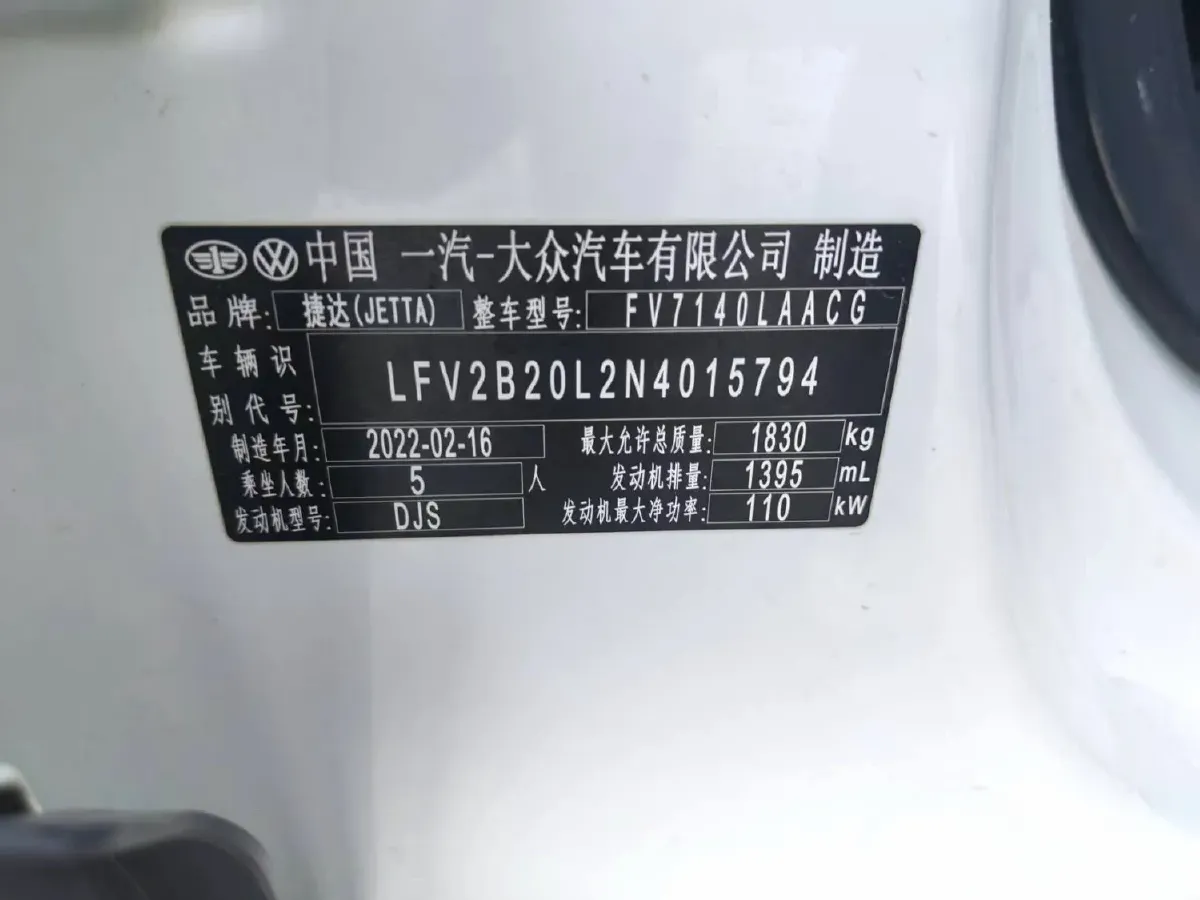 中国 一汽-大众汽车有限公司 制造
品牌: 捷达(JETTA) 整车型号: FV7140LAACG
车辆识别代号: LFV2B20L2N4015794
制造年月: 2022-02-16 最大允许总质量: 1830 kg
乘坐人数: 5 人 发动机排量: 1395 mL
发动机型号: DJS 发动机最大净功率: 110 kW